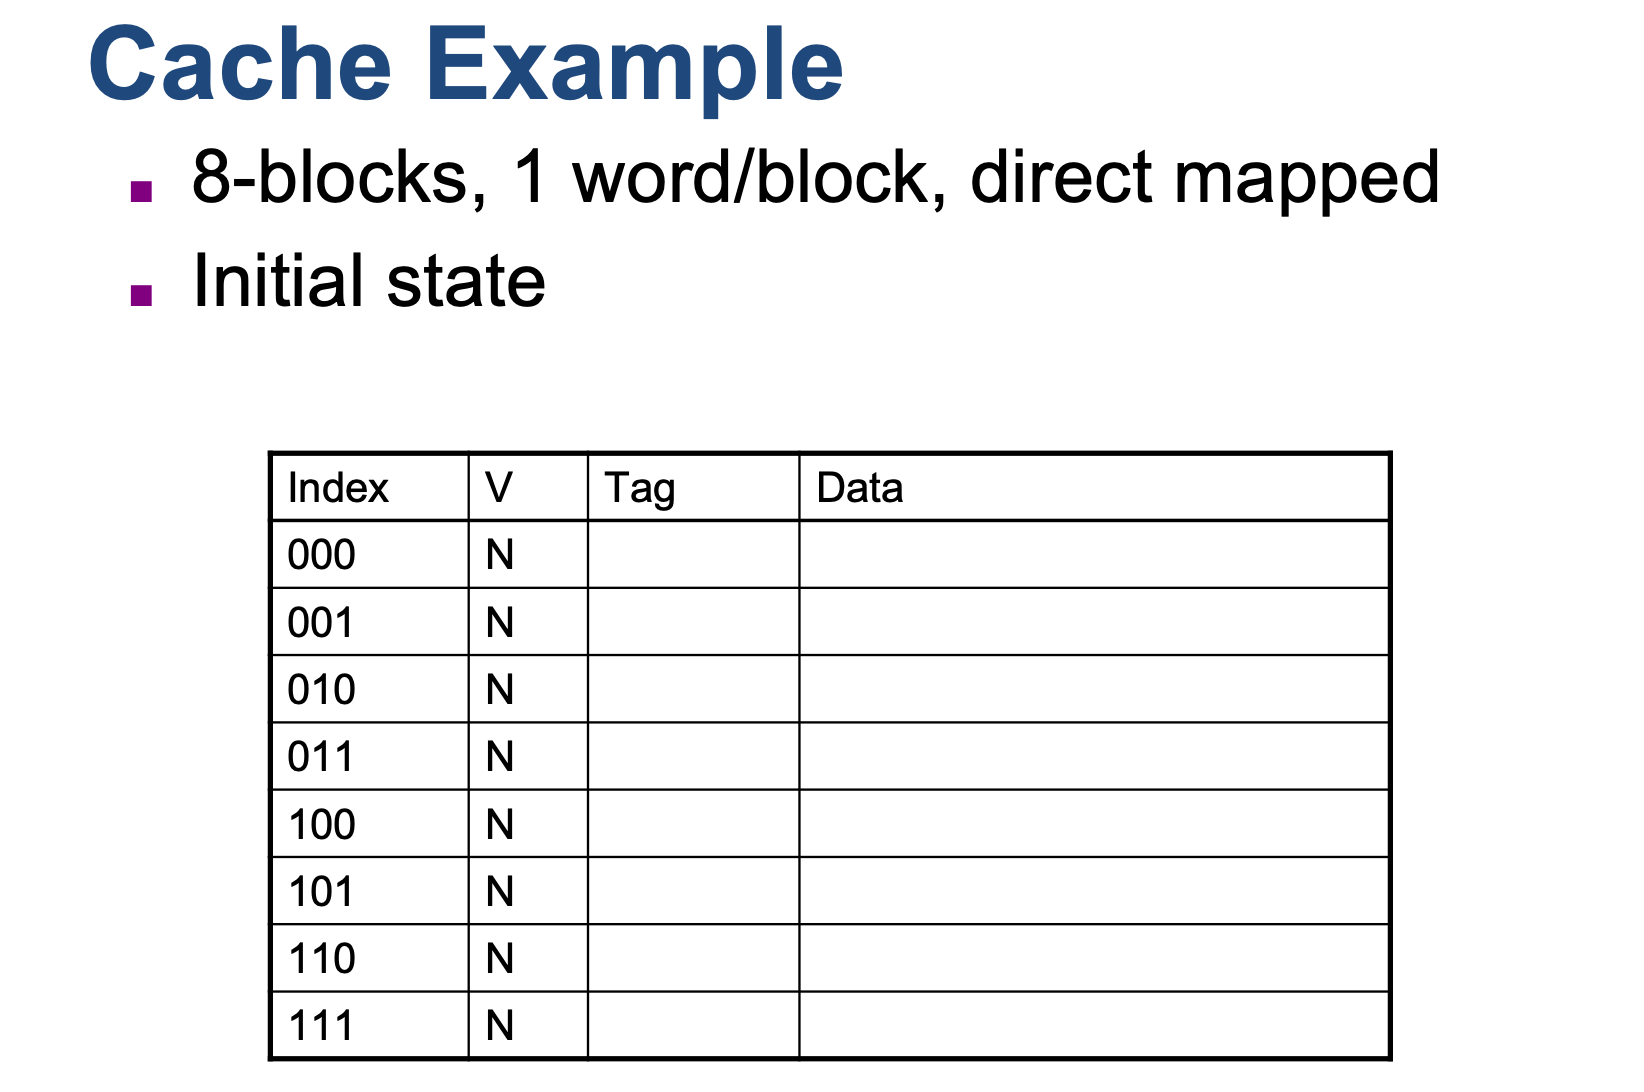 Cache Example
8-blocks, 1 word/block, direct mapped
Initial state
Index V Tag Data
000 N
001 N
010 N
011 N
100 N
101 N
110 N
111 N